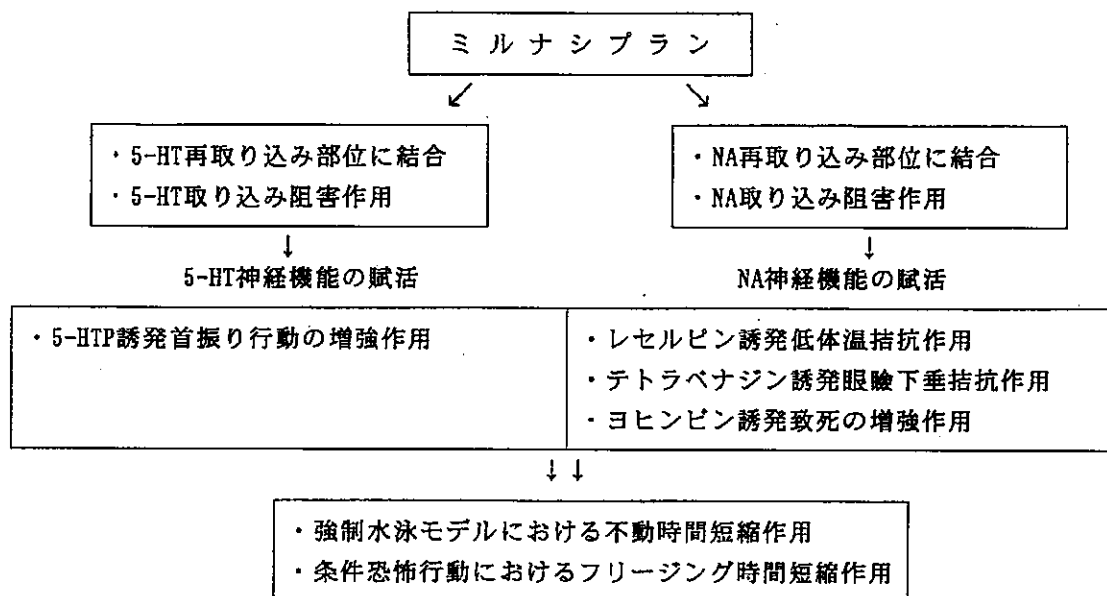 ミルナシプラン
↙ ↘
・5-HT再取り込み部位に結合
・5-HT取り込み阻害作用
・NA再取り込み部位に結合
・NA取り込み阻害作用
↓ ↓
5-HT神経機能の賦活
NA神経機能の賦活
・5-HTP誘発首振り行動の増強作用
・レセルピン誘発低体温拮抗作用
・テトラベナジン誘発眼瞼下垂拮抗作用
・ヨヒンビン誘発致死の増強作用
↓↓
・強制水泳モデルにおける不動時間短縮作用
・条件恐怖行動におけるフリージング時間短縮作用